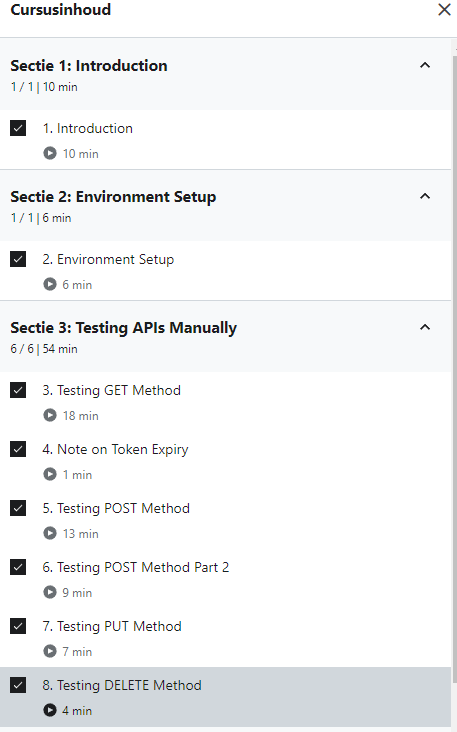 Cursusinhoud
Sectie 1: Introduction
1 / 1 | 10 min
1. Introduction
10 min
Sectie 2: Environment Setup
1 / 1 | 6 min
2. Environment Setup
6 min
Sectie 3: Testing APIs Manually
6 / 6 | 54 min
3. Testing GET Method
18 min
4. Note on Token Expiry
1 min
5. Testing POST Method
13 min
6. Testing POST Method Part 2
9 min
7. Testing PUT Method
7 min
8. Testing DELETE Method
4 min